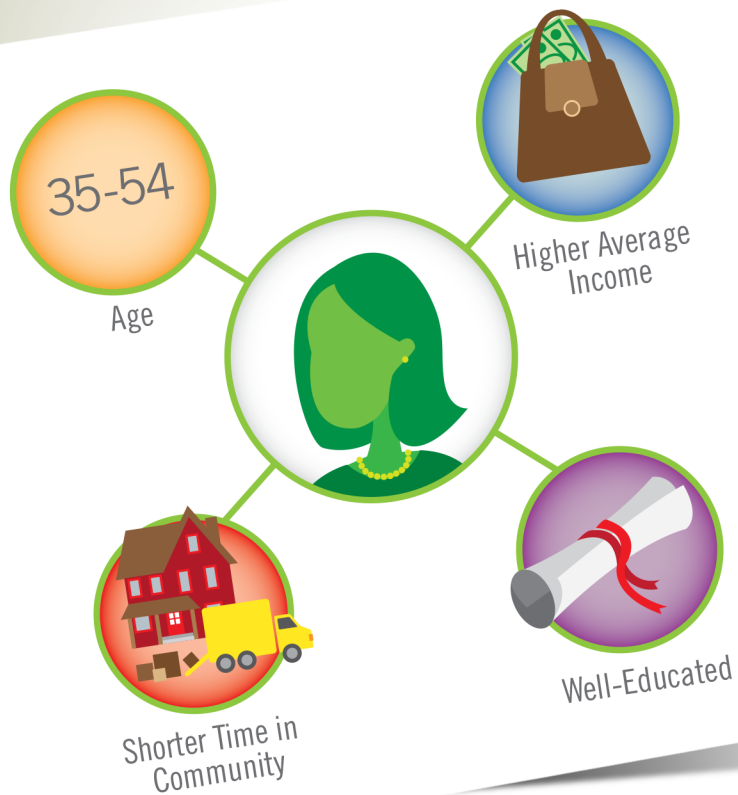 35-54
Age
Higher Average
Income
Shorter Time in
Community
Well-Educated